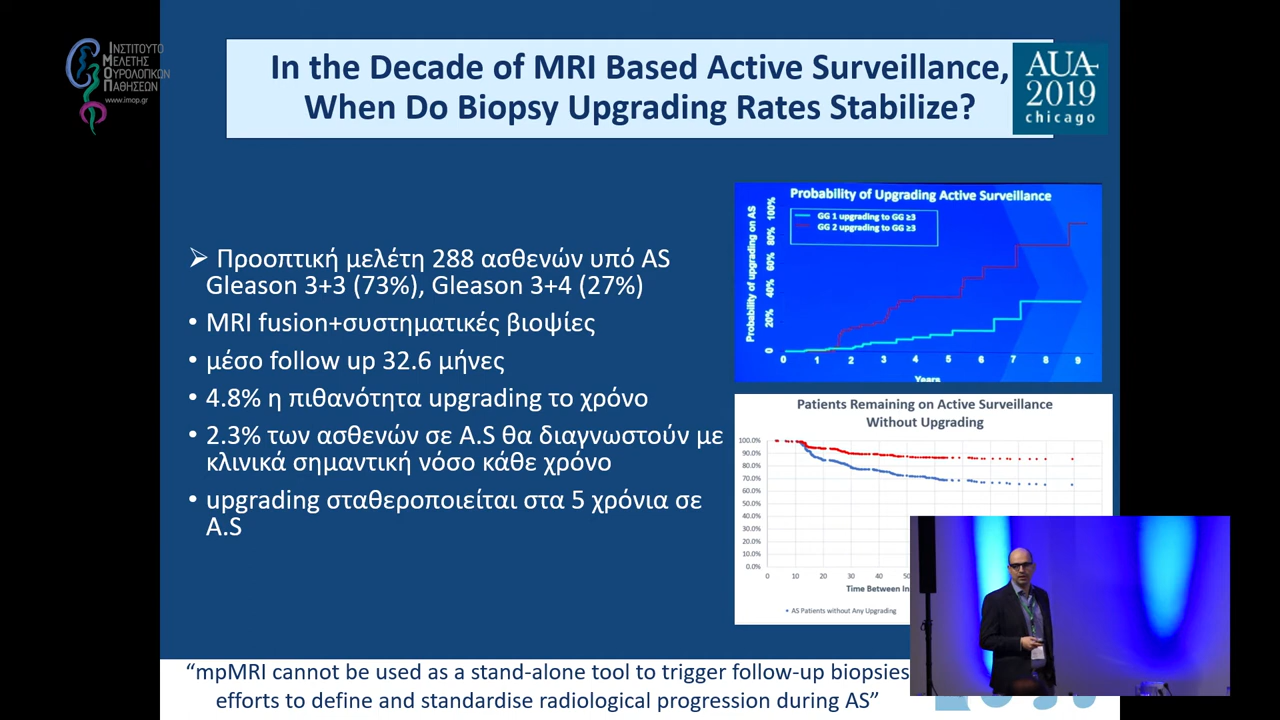 ΙΝΣΤΙΤΟΥΤΟ
ΜΕΛΕΤΗΣ
ΟΥΡΟΛΟΓΙΚΩΝ
ΠΑΘΗΣΕΩΝ
www.imop.gr
In the Decade of MRI Based Active Surveillance,
When Do Biopsy Upgrading Rates Stabilize?
AUA
2019
chicago
➢ Προοπτική μελέτη 288 ασθενών υπό AS
Gleason 3+3 (73%), Gleason 3+4 (27%)
• MRI fusion+συστηματικές βιοψίες
• μέσο follow up 32.6 μήνες
• 4.8% η πιθανότητα upgrading το χρόνο
• 2.3% των ασθενών σε A.S θα διαγνωστούν με
κλινικά σημαντική νόσο κάθε χρόνο
• upgrading σταθεροποιείται στα 5 χρόνια σε
A.S
Probability of Upgrading Active Surveillance
GG 1 upgrading to GG ≥3
GG 2 upgrading to GG ≥3
Probability of upgrading on AS
100%
80%
60%
40%
20%
0
0 1 2 3 4 5 6 7 8 9
Years
Patients Remaining on Active Surveillance
Without Upgrading
100.0%
90.0%
80.0%
70.0%
60.0%
50.0%
40.0%
30.0%
20.0%
10.0%
0.0%
0 10 20 30 40
Time Between
• AS Patients without Any Upgrading
“mpMRI cannot be used as a stand-alone tool to trigger follow-up biopsies
efforts to define and standardise radiological progression during AS”